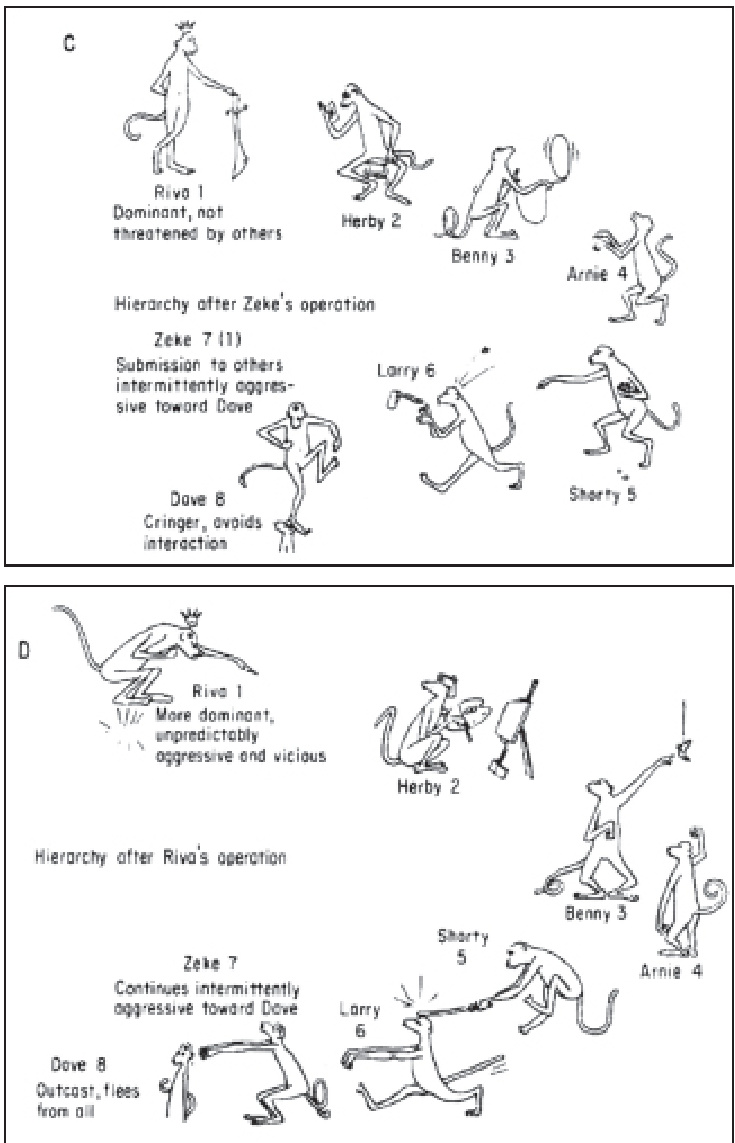 C
Riva 1
Dominant, not
threatened by others
Herby 2
Benny 3
Arnie 4
Hierarchy after Zeke's operation
Zeke 7 (1)
Submission to others
intermittently aggres-
sive toward Dave
Larry 6
Shorty 5
Dave 8
Cringer, avoids
interaction
D
Riva 1
More dominant,
unpredictably
aggressive and vicious
Herby 2
Hierarchy after Riva's operation
Benny 3
Arnie 4
Shorty
5
Zeke 7
Continues intermittently
aggressive toward Dave
Larry
6
Dave 8
Outcast, flees
from all